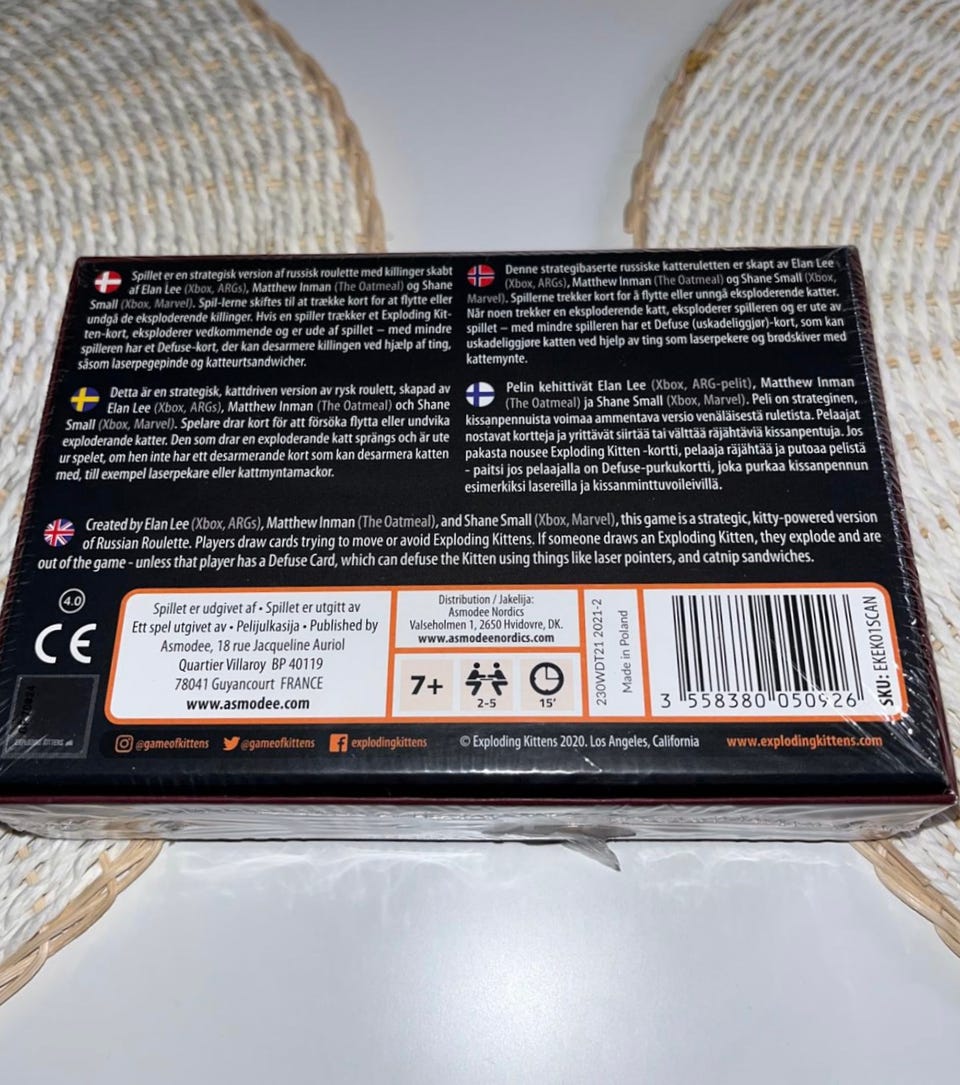 Spillet er en strategisk version af russisk roulette med killinger skabt
af Elan Lee (Xbox, ARGs), Matthew Inman (The Oatmeal) og Shane
Small (Xbox, Marvel). Spil-lerne skiftes til at trække kort for at flytte eller
undgå de eksploderende killinger. Hvis en spiller trækker et Exploding Kit-
ten-kort, eksploderer vedkommende og er ude af spillet – med mindre
spilleren har et Defuse-kort, der kan desarmere killingen ved hjælp af ting,
såsom laserpegepinde og katteurtsandwicher.
Denne strategibaserte russiske katteruletten er skapt av Elan Lee
(Xbox, ARGs), Matthew Inman (The Oatmeal) og Shane Small (Xbox,
Marvel). Spillerne trekker kort for å flytte eller unngå eksploderende katter.
Når noen trekker en eksploderende katt, eksploderer spilleren og er ute av
spillet – med mindre spilleren har et Defuse (uskadeliggjør)-kort, som kan
uskadeliggjøre katten ved hjelp av ting som laserpekere og brødskiver med
kattemynte.
Detta är en strategisk, kattdriven version av rysk roulett, skapad av
Elan Lee (Xbox, ARGs), Matthew Inman (The Oatmeal) och Shane
Small (Xbox, Marvel). Spelare drar kort för att försöka flytta eller undvika
exploderande katter. Den som drar en exploderande katt sprängs och är ute
ur spelet, om hen inte har ett desarmerande kort som kan desarmera katten
med, till exempel laserpekare eller kattmyntamackor.
Pelin kehittivät Elan Lee (Xbox, ARG-pelit), Matthew Inman
(The Oatmeal) ja Shane Small (Xbox, Marvel). Peli on strateginen,
kissanpennuista voimaa ammentava versio venäläisestä ruletista. Pelaajat
nostavat kortteja ja yrittävät siirtää tai välttää räjähtäviä kissanpentuja. Jos
pakasta nousee Exploding Kitten -kortti, pelaaja räjähtää ja putoaa pelistä
- paitsi jos pelaajalla on Defuse-purkukortti, joka purkaa kissanpennun
esimerkiksi lasereilla ja kissanminttuvoileivillä.
Created by Elan Lee (Xbox, ARGs), Matthew Inman (The Oatmeal), and Shane Small (Xbox, Marvel), this game is a strategic, kitty-powered version
of Russian Roulette. Players draw cards trying to move or avoid Exploding Kittens. If someone draws an Exploding Kitten, they explode and are
out of the game - unless that player has a Defuse Card, which can defuse the Kitten using things like laser pointers, and catnip sandwiches.
4.0
CE
Spillet er udgivet af • Spillet er utgitt av
Ett spel utgivet av • Pelijulkasija • Published by
Asmodee, 18 rue Jacqueline Auriol
Quartier Villaroy BP 40119
78041 Guyancourt FRANCE
www.asmodee.com
Distribution / Jakelija:
Asmodee Nordics
Valseholmen 1, 2650 Hvidovre, DK.
www.asmodeenordics.com
7+
2-5
15'
230WDT21 2021-2
Made in Poland
3 558380 050926
SKU: EKEK01SCAN
EXPLODING KITTENS
@gameofkittens
@gameofkittens
explodingkittens
© Exploding Kittens 2020. Los Angeles, California
www.explodingkittens.com